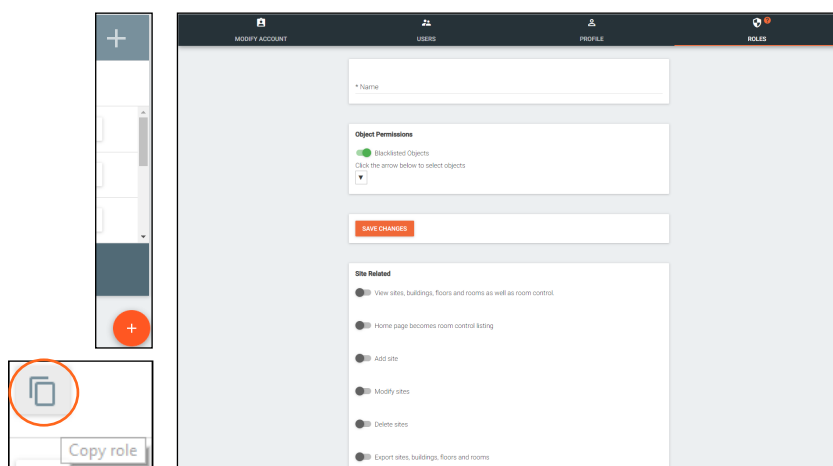 MODIFY ACCOUNT
USERS
PROFILE
ROLES
* Name
Object Permissions
Blacklisted Objects
Click the arrow below to select objects
SAVE CHANGES
Site Related
View sites, buildings, floors and rooms as well as room control.
Home page becomes room control listing
Add site
Modify sites
Delete sites
Export sites, buildings, floors and rooms
Copy role